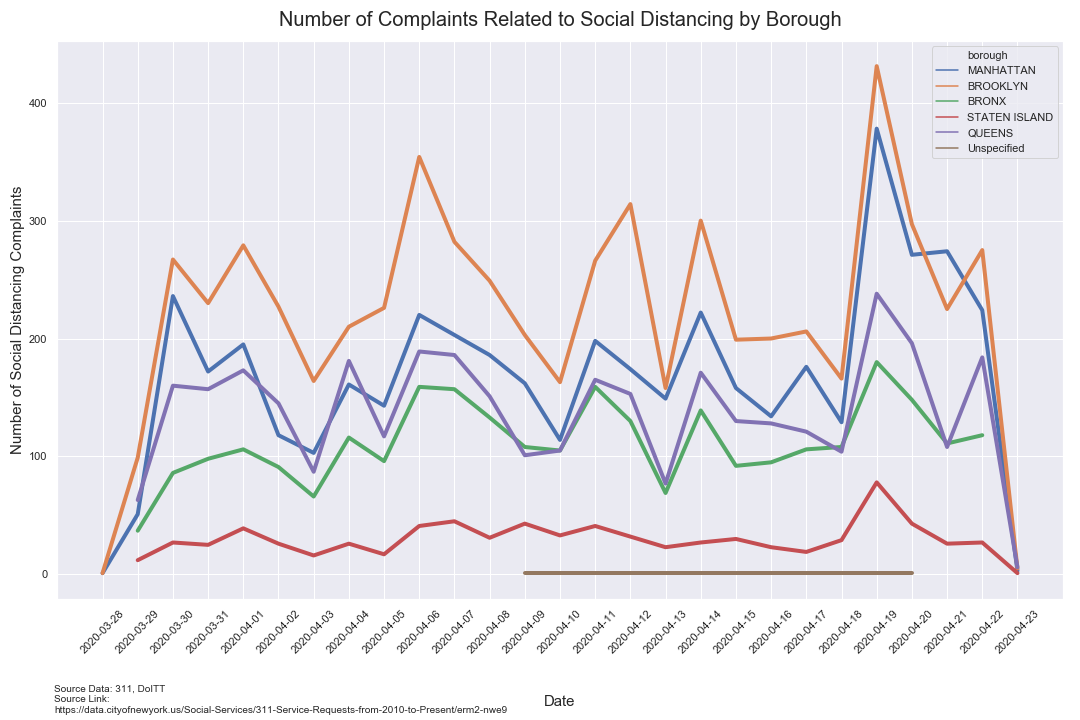 Number of Complaints Related to Social Distancing by Borough
borough
MANHATTAN
BROOKLYN
BRONX
STATEN ISLAND
QUEENS
Unspecified
Number of Social Distancing Complaints
400
300
200
100
0
2020-03-28
2020-03-29
2020-03-30
2020-03-31
2020-04-01
2020-04-02
2020-04-03
2020-04-04
2020-04-05
2020-04-06
2020-04-07
2020-04-08
2020-04-09
2020-04-10
2020-04-11
2020-04-12
2020-04-13
2020-04-14
2020-04-15
2020-04-16
2020-04-17
2020-04-18
2020-04-19
2020-04-20
2020-04-21
2020-04-22
2020-04-23
Date
Source Data: 311, DoITT
Source Link:
https://data.cityofnewyork.us/Social-Services/311-Service-Requests-from-2010-to-Present/erm2-nwe9